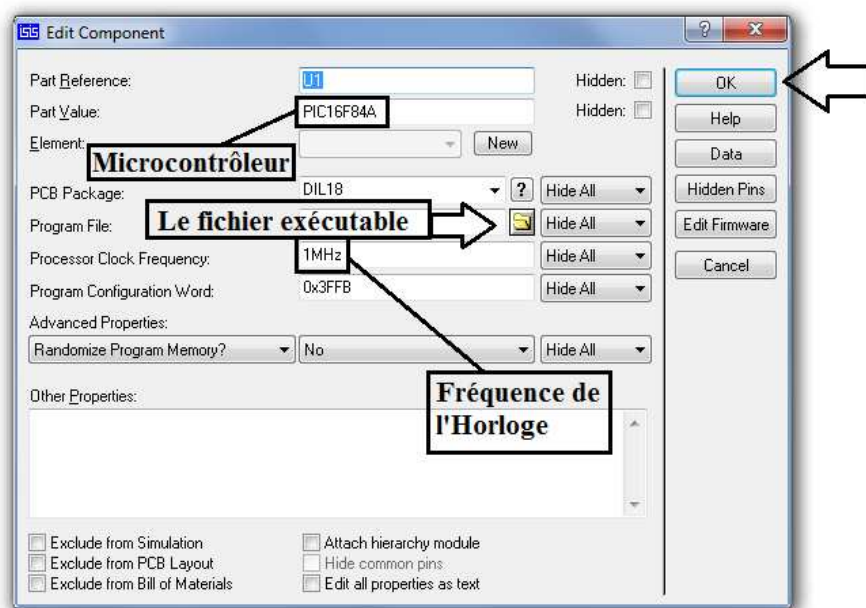 isis Edit Component ? X
Part Reference: U1 Hidden:
Part Value: PIC16F84A Hidden:
Element: New
Microcontrôleur
PCB Package: DIL18 ? Hide All
Program File: Le fichier exécutable Hide All
Processor Clock Frequency: 1MHz Hide All
Program Configuration Word: 0x3FFB Hide All
Advanced Properties:
Randomize Program Memory? No Hide All
Fréquence de
l'Horloge
Other Properties:
Exclude from Simulation Attach hierarchy module
Exclude from PCB Layout Hide common pins
Exclude from Bill of Materials Edit all properties as text
OK
Help
Data
Hidden Pins
Edit Firmware
Cancel